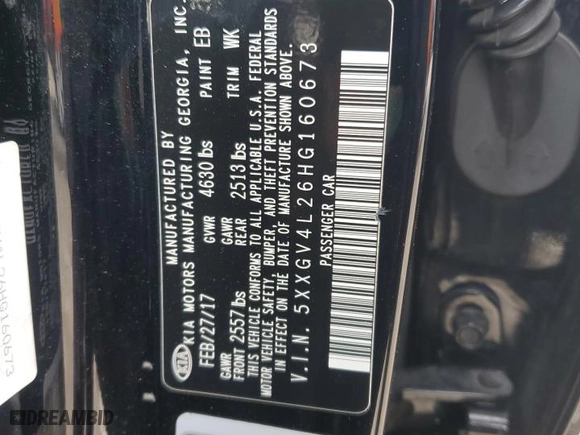 MANUFACTURED BY
KIA KIA MOTORS MANUFACTURING GEORGIA, INC.
FEB/27/17 GVWR 4630 lbs PAINT EB
GAWR FRONT 2557 lbs GAWR REAR 2513 lbs TRIM WK
THIS VEHICLE CONFORMS TO ALL APPLICABLE U.S.A. FEDERAL
MOTOR VEHICLE SAFETY, BUMPER, AND THEFT PREVENTION STANDARDS
IN EFFECT ON THE DATE OF MANUFACTURE SHOWN ABOVE.
V.I.N. 5XXGV4L26HG160673
PASSENGER CAR
DREAMBID